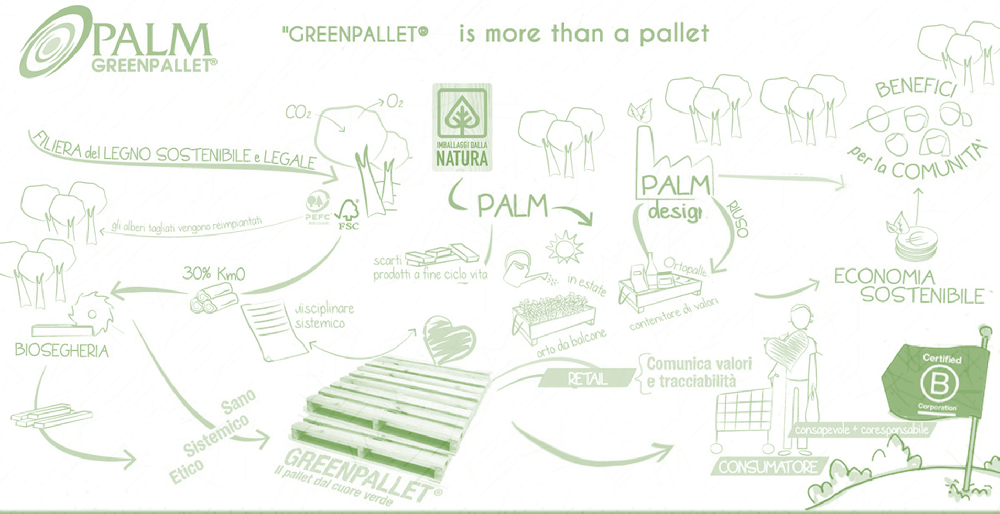 PALM
GREENPALLET®
"GREENPALLET® is more than a pallet
CO₂
O₂
FILIERA del LEGNO SOSTENIBILE e LEGALE
IMBALLAGGI DALLA
NATURA
BENEFICI
per la COMUNITÀ
PEFC
FSC
gli alberi tagliati vengono reimpiantati
PALM
PALM
design
RIUSO
scarti
prodotti a fine ciclo vita
30% Km0
in estate
Ortopallet
contenitore di valori
orto da balcone
ECONOMIA
SOSTENIBILE
disciplinare
sistemico
BIOSEGHERIA
Sano
Sistemico
Etico
GREENPALLET®
Il pallet dal cuore verde
RETAIL
Comunica valori
e tracciabilità
Certified
B
Corporation
consapevole + coresponsabile
CONSUMATORE